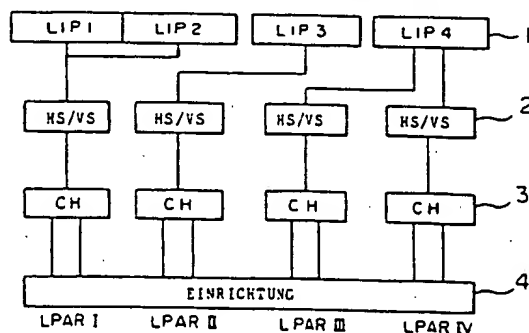 LIP1 LIP2 LIP3 LIP4 1
HS/VS HS/VS HS/VS HS/VS 2
CH CH CH CH 3
EINRICHTUNG 4
LPAR I LPAR II LPAR III LPAR IV